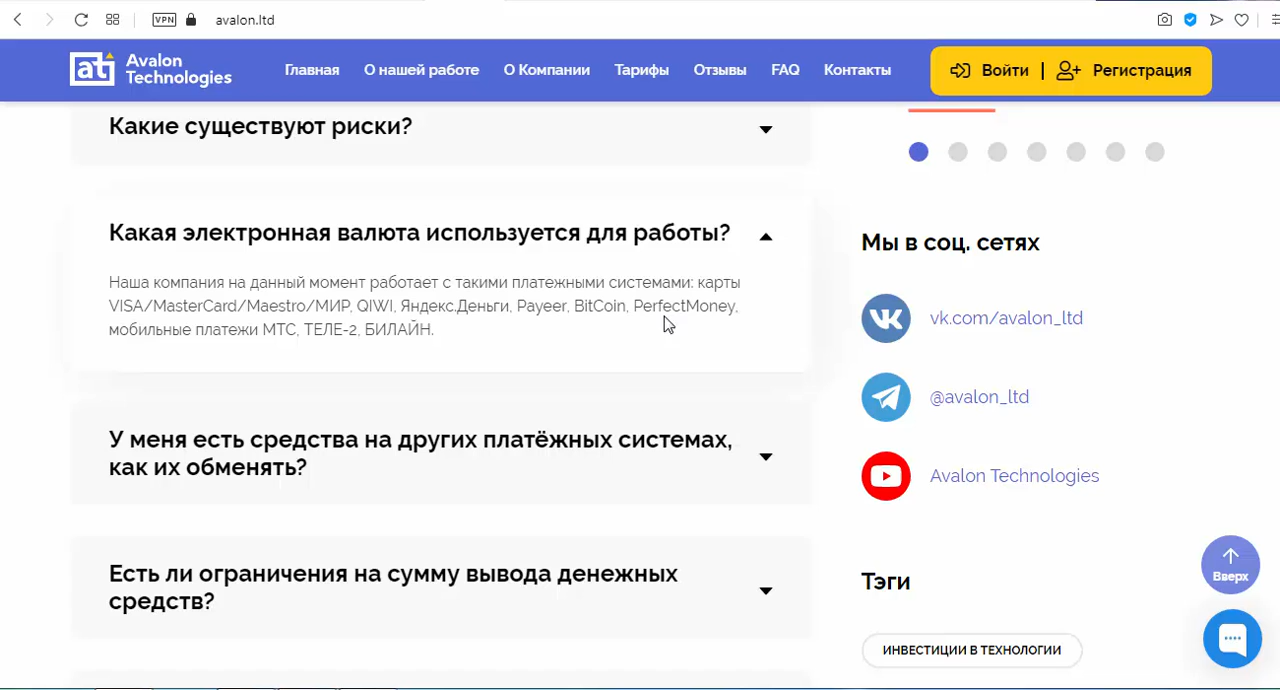 VPN avalon.ltd
ati Avalon
Technologies
Главная О нашей работе О Компании Тарифы Отзывы FAQ Контакты Войти | Регистрация
Какие существуют риски?
Какая электронная валюта используется для работы?
Наша компания на данный момент работает с такими платежными системами: карты
VISA/MasterCard/Maestro/МИР, QIWI, Яндекс.Деньги, Payeer, BitCoin, PerfectMoney,
мобильные платежи МТС, ТЕЛЕ-2, БИЛАЙН.
У меня есть средства на других платёжных системах,
как их обменять?
Есть ли ограничения на сумму вывода денежных
средств?
Мы в соц. сетях
vk.com/avalon_ltd
@avalon_ltd
Avalon Technologies
Вверх
Тэги
ИНВЕСТИЦИИ В ТЕХНОЛОГИИ